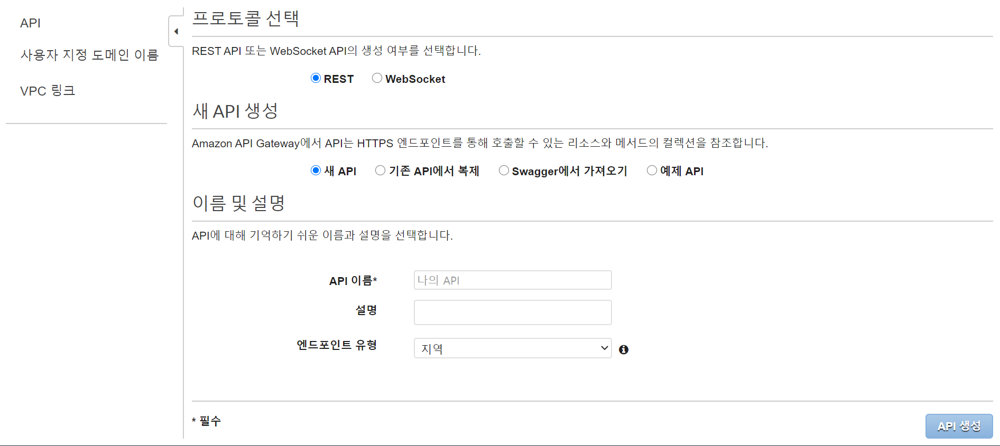 API
사용자 지정 도메인 이름
VPC 링크
프로토콜 선택
REST API 또는 WebSocket API의 생성 여부를 선택합니다.
REST WebSocket
새 API 생성
Amazon API Gateway에서 API는 HTTPS 엔드포인트를 통해 호출할 수 있는 리소스와 메서드의 컬렉션을 참조합니다.
새 API 기존 API에서 복제 Swagger에서 가져오기 예제 API
이름 및 설명
API에 대해 기억하기 쉬운 이름과 설명을 선택합니다.
API 이름* 나의 API
설명
엔드포인트 유형 지역
* 필수
API 생성